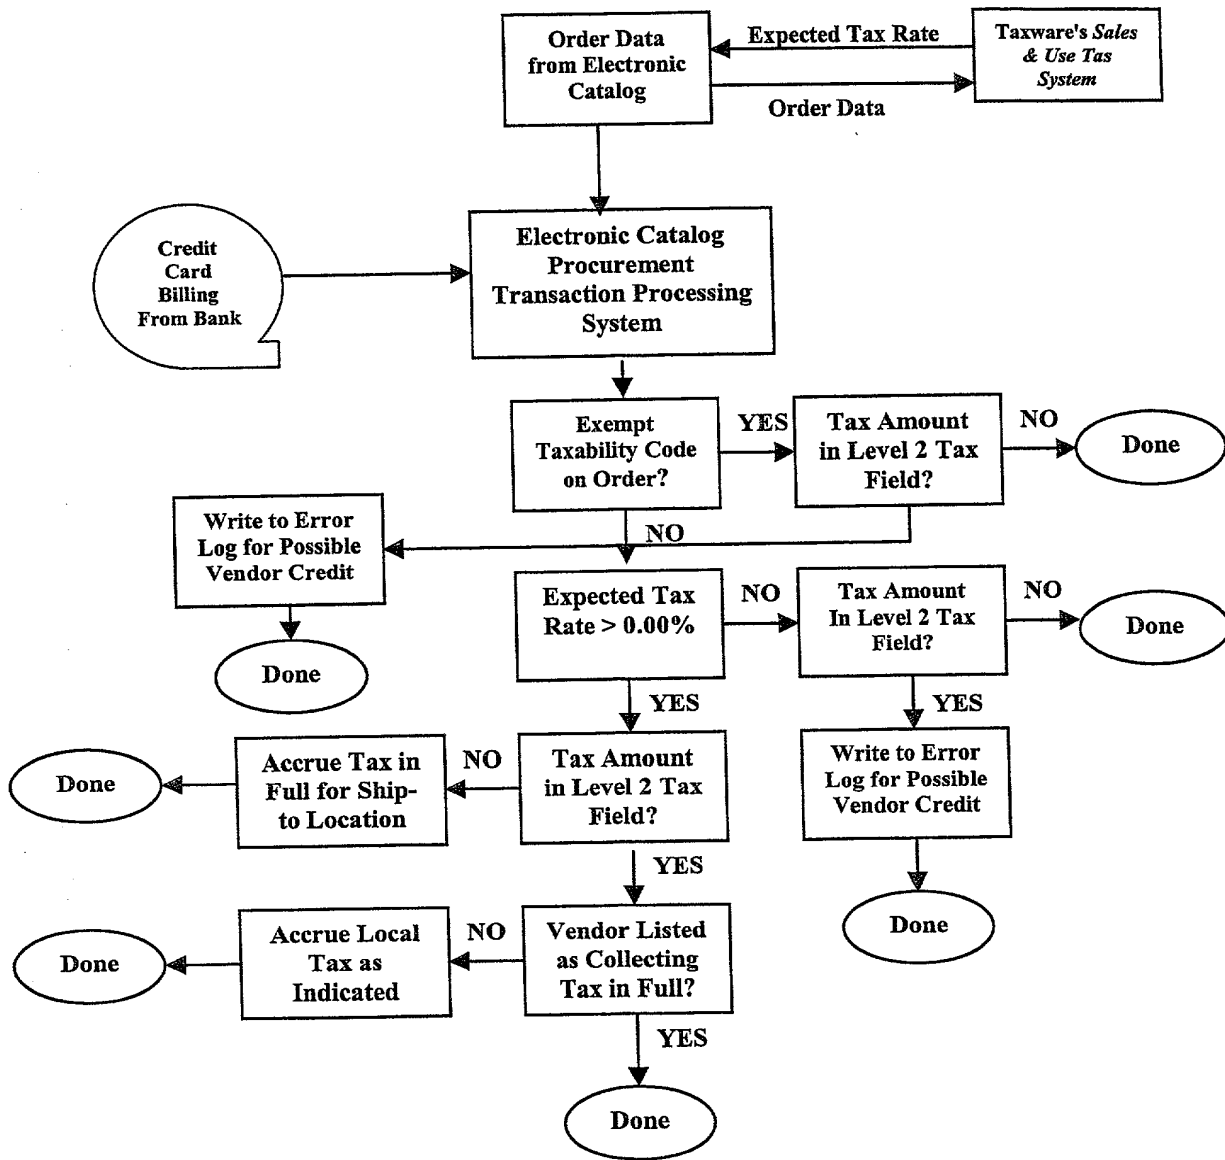 Order Data
from Electronic
Catalog
Expected Tax Rate
Order Data
Taxware's Sales
& Use Tas
System
Credit
Card
Billing
From Bank
Electronic Catalog
Procurement
Transaction Processing
System
Exempt
Taxability Code
on Order?
YES
Tax Amount
in Level 2 Tax
Field?
NO
Done
Write to Error
Log for Possible
Vendor Credit
NO
Done
Expected Tax
Rate > 0.00%
NO
Tax Amount
In Level 2 Tax
Field?
NO
Done
YES
YES
Write to Error
Log for Possible
Vendor Credit
Done
Tax Amount
in Level 2 Tax
Field?
NO
Accrue Tax in
Full for Ship-
to Location
Done
YES
Vendor Listed
as Collecting
Tax in Full?
NO
Accrue Local
Tax as
Indicated
Done
YES
Done